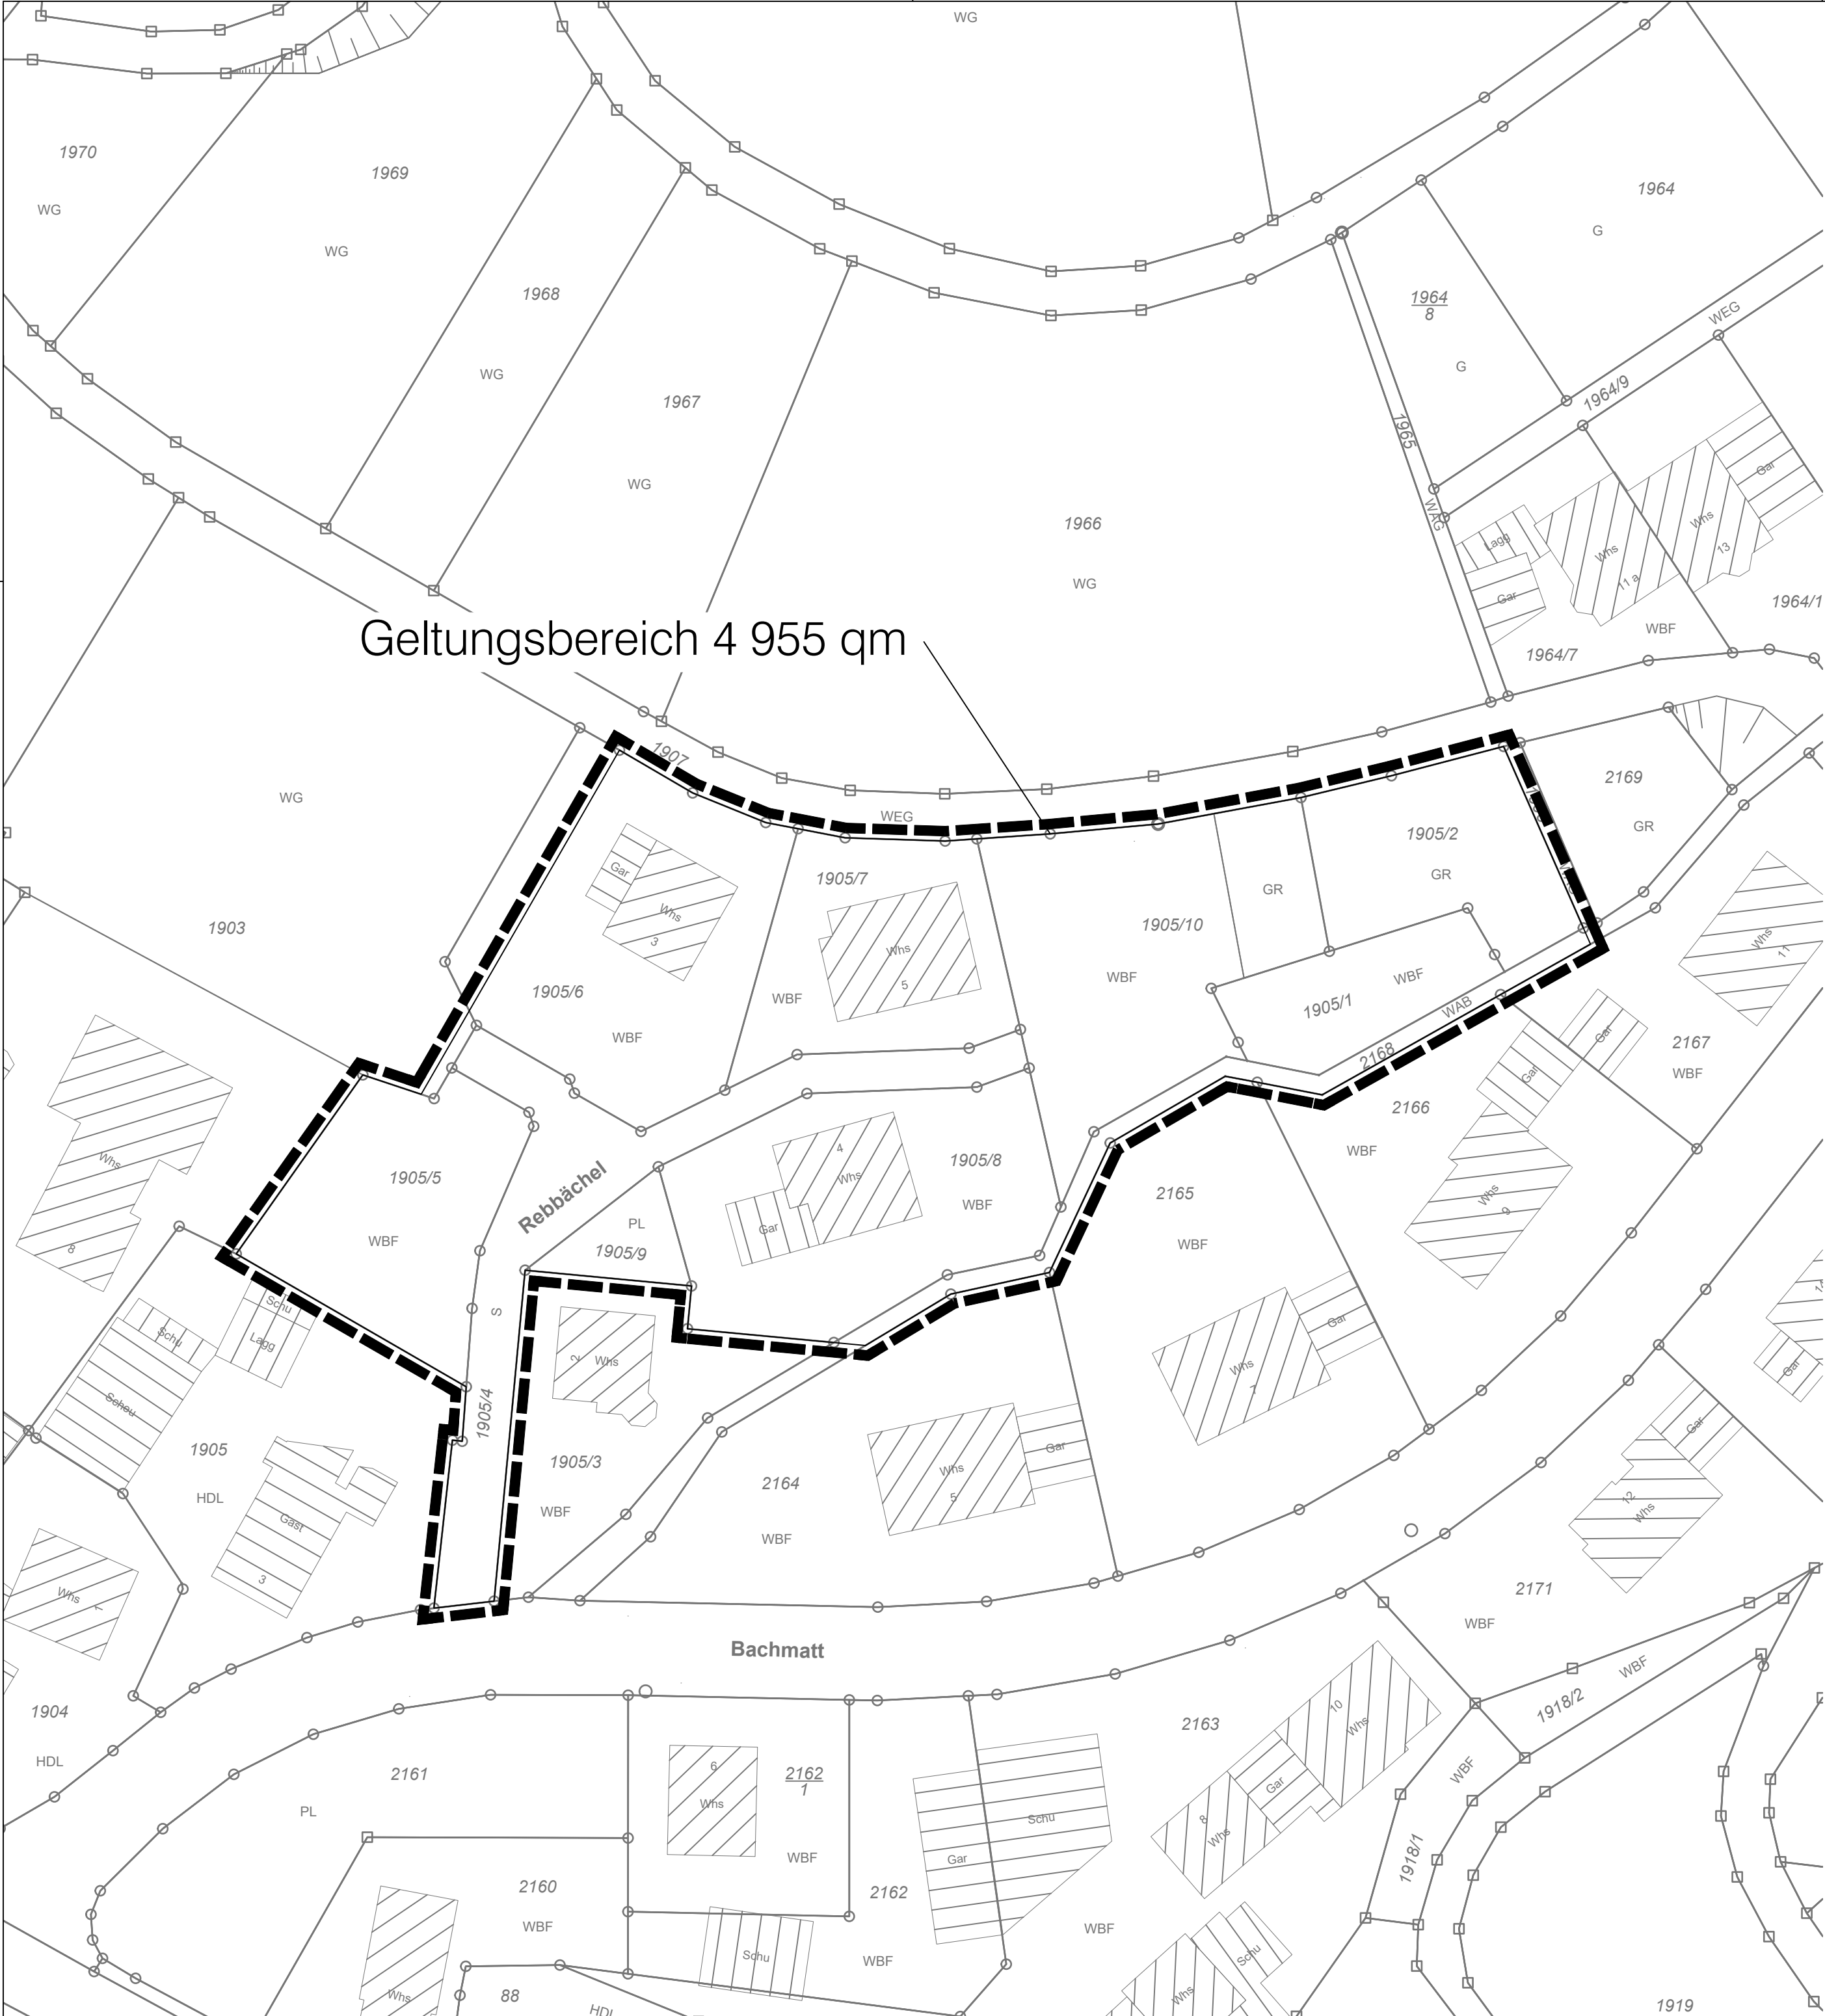 WG
1970
1969
1964
WG
G
WG
1968
1964
8
WEG
G
WG
1967
1964/9
1965
Gar
WG
1966
WAG
Whs
13
Lagg
Whs
11 a
WG
Gar
1964/1
WBF
Geltungsbereich 4 955 qm
1964/7
1907
2169
WG
WEG
1905/2
GR
Gar
1905/7
GR
GR
Whs
3
1903
1905/10
Whs
5
Whs
11
WBF
1905/6
WBF
WBF
1905/1
WAB
WBF
2168
Gar
2167
WBF
Gar
2166
WBF
Whs
8
1905/5
4
Whs
1905/8
2165
Whs
9
Rebbächel
WBF
PL
Gar
WBF
1905/9
WBF
Schu
S
Schu
Lagg
2
Whs
Gar
Whs
7
Gar
Scheu
1905/4
Gar
1905
1905/3
Gar
2164
Whs
5
12
Whs
HDL
WBF
WBF
Gast
3
Whs
1
2171
WBF
Bachmatt
WBF
1904
1918/2
2163
10
Whs
HDL
2161
6
2162
1
WBF
Gar
PL
Whs
Schu
8
Whs
WBF
Gar
1918/1
2160
2162
WBF
WBF
WBF
Schu
Schu
88
Whs
Whs
HDL
1919